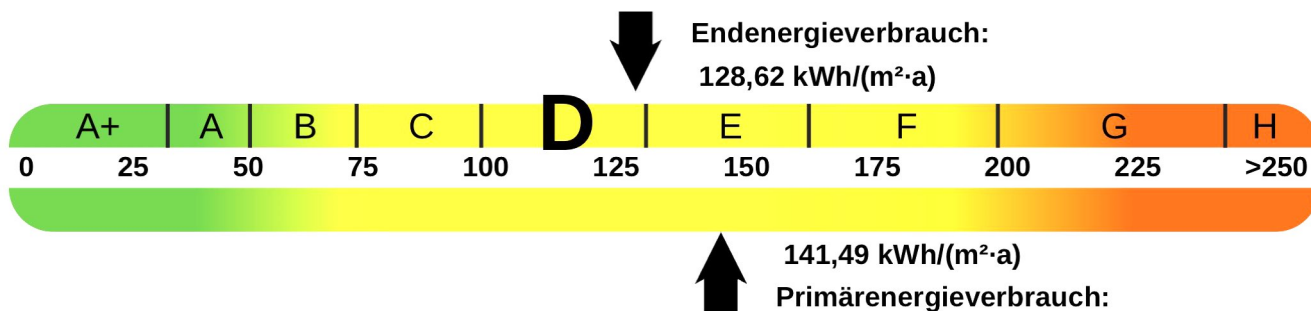 Endenergieverbrauch:
128,62 kWh/(m²·a)
A+ A B C D E F G H
0 25 50 75 100 125 150 175 200 225 >250
141,49 kWh/(m²·a)
Primärenergieverbrauch: